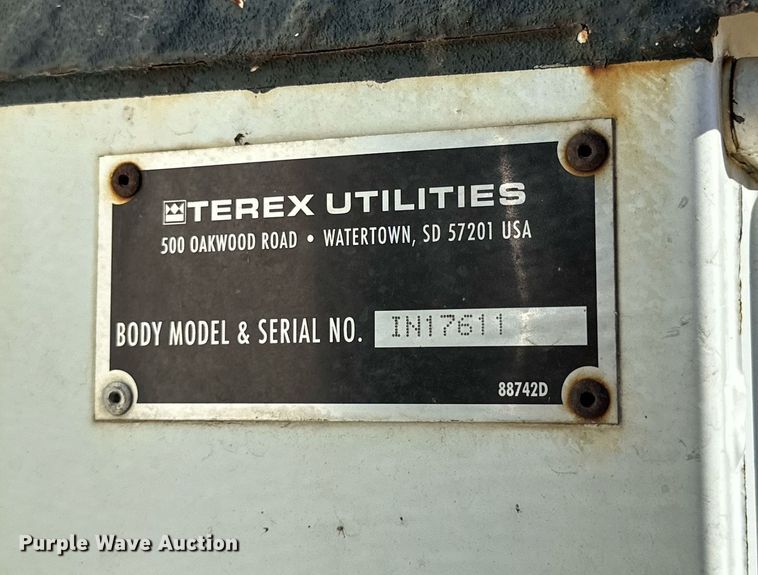 TEREX UTILITIES
500 OAKWOOD ROAD • WATERTOWN, SD 57201 USA
BODY MODEL & SERIAL NO. IN17611
88742D
Purple Wave Auction